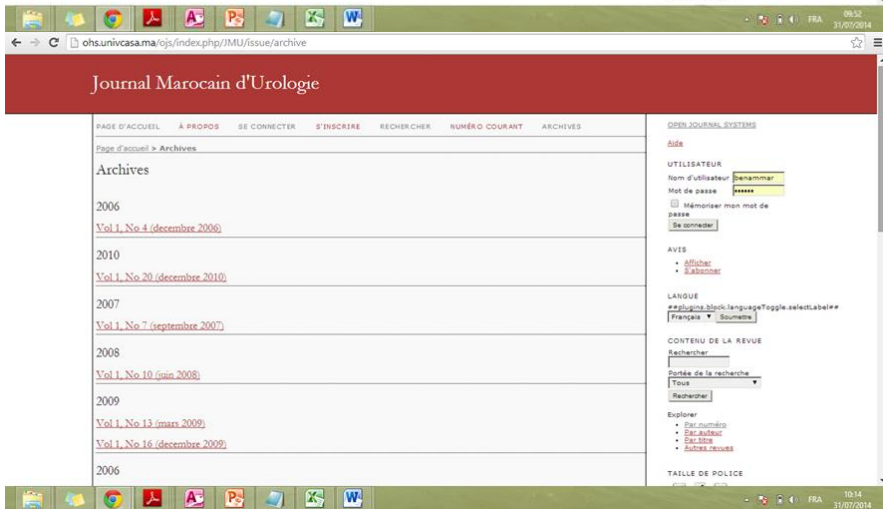 FRA
09:52
31/07/2014
ohs.univcasa.ma/ojs/index.php/JMU/issue/archive
Journal Marocain d'Urologie
PAGE D'ACCUEIL À PROPOS SE CONNECTER S'INSCRIRE RECHERCHER NUMÉRO COURANT ARCHIVES
Page d'accueil > Archives
Archives
2006
Vol 1, No 4 (decembre 2006)
2010
Vol 1, No 20 (decembre 2010)
2007
Vol 1, No 7 (septembre 2007)
2008
Vol 1, No 10 (juin 2008)
2009
Vol 1, No 13 (mars 2009)
Vol 1, No 16 (decembre 2009)
2006
OPEN JOURNAL SYSTEMS
Aide
UTILISATEUR
Nom d'utilisateur benammar
Mot de passe ••••••
Mémoriser mon mot de
passe
Se connecter
AVIS
Afficher
S'abonner
LANGUE
##plugins.block.languageToggle.selectLabel##
Français Soumettre
CONTENU DE LA REVUE
Rechercher
Portée de la recherche
Tous
Rechercher
Explorer
Par numéro
Par auteur
Par titre
Autres revues
TAILLE DE POLICE
FRA
10:14
31/07/2014